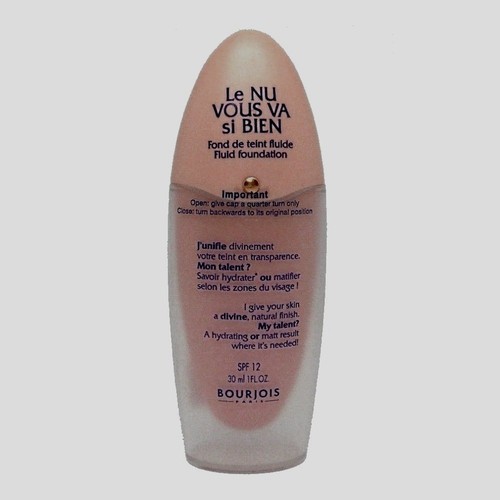 Le NU
VOUS VA
si BIEN
Fond de teint fluide
Fluid foundation
Important
Open: give cap a quarter turn only
Close: turn backwards to its original position
J'unifie divinement
votre teint en transparence.
Mon talent ?
Savoir hydrater* ou matifier
selon les zones du visage !
I give your skin
a divine, natural finish.
My talent?
A hydrating or matt result
where it's needed!
SPF 12
30 ml 1FL.OZ.
BOURJOIS
PARIS